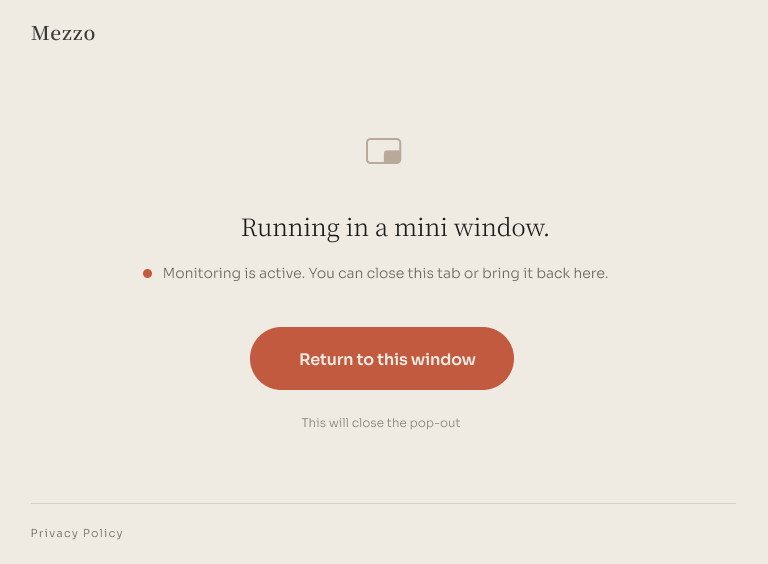 Mezzo
Running in a mini window.
Monitoring is active. You can close this tab or bring it back here.
Return to this window
This will close the pop-out
Privacy Policy